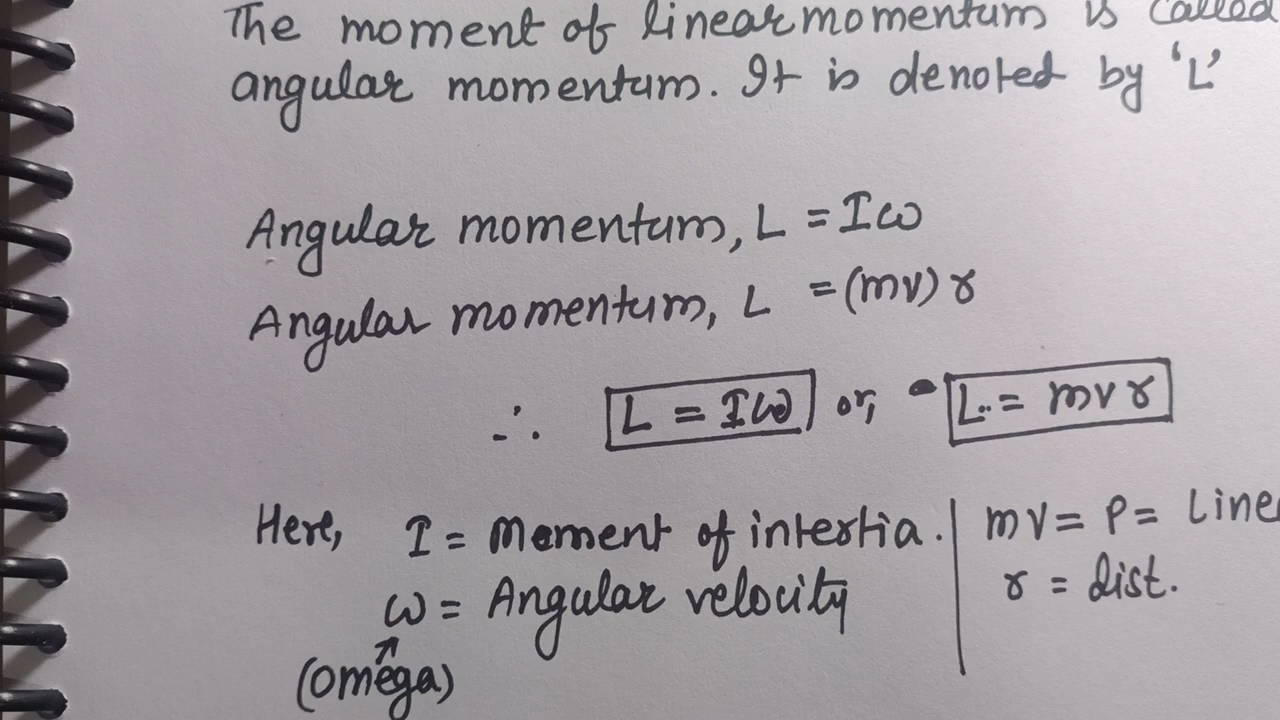 The moment of linear momentum is called
angular momentum. It is denoted by 'L'
Angular momentum, L = Iω
Angular momentum, L = (mv) r
∴ L = Iω or, L = mvr
Here, I = Moment of intertia.
ω = Angular velocity
(omega)
mv = P = Linea
r = dist.